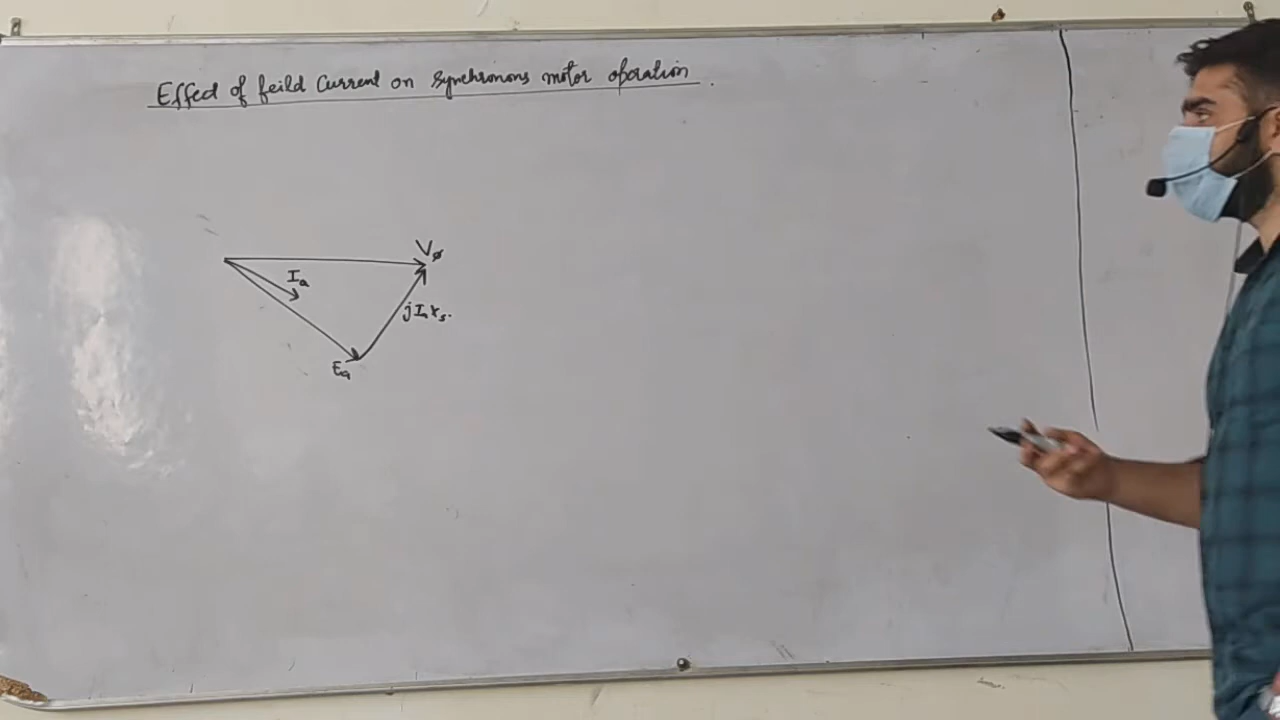 Effect of feild Current on synchronous motor operation.
Vφ
Ia
jIaXs.
Ea